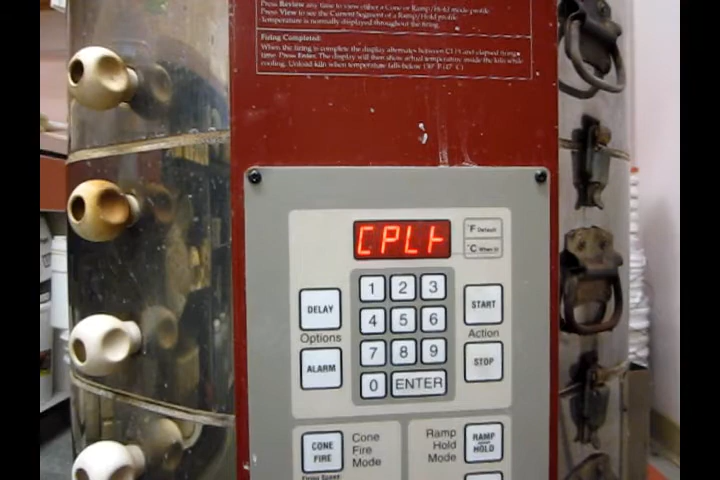 Press Review any time to view either a Cone or Ramp/Hold mode profile
Press View to see the Current Segment of a Ramp/Hold profile
Temperature is normally displayed throughout the firing.
Firing Completed:
When the firing is complete the display alternates between CPLt and elapsed firing
time. Press Enter. The display will then show actual temperature inside the kiln while
cooling. Unload kiln when temperature falls below
CPLt
°F Default
°C When lit
1 2 3
DELAY
START
4 5 6
Options
Action
7 8 9
ALARM
STOP
0 ENTER
CONE
FIRE
Cone
Fire
Mode
Ramp
Hold
Mode
RAMP
HOLD